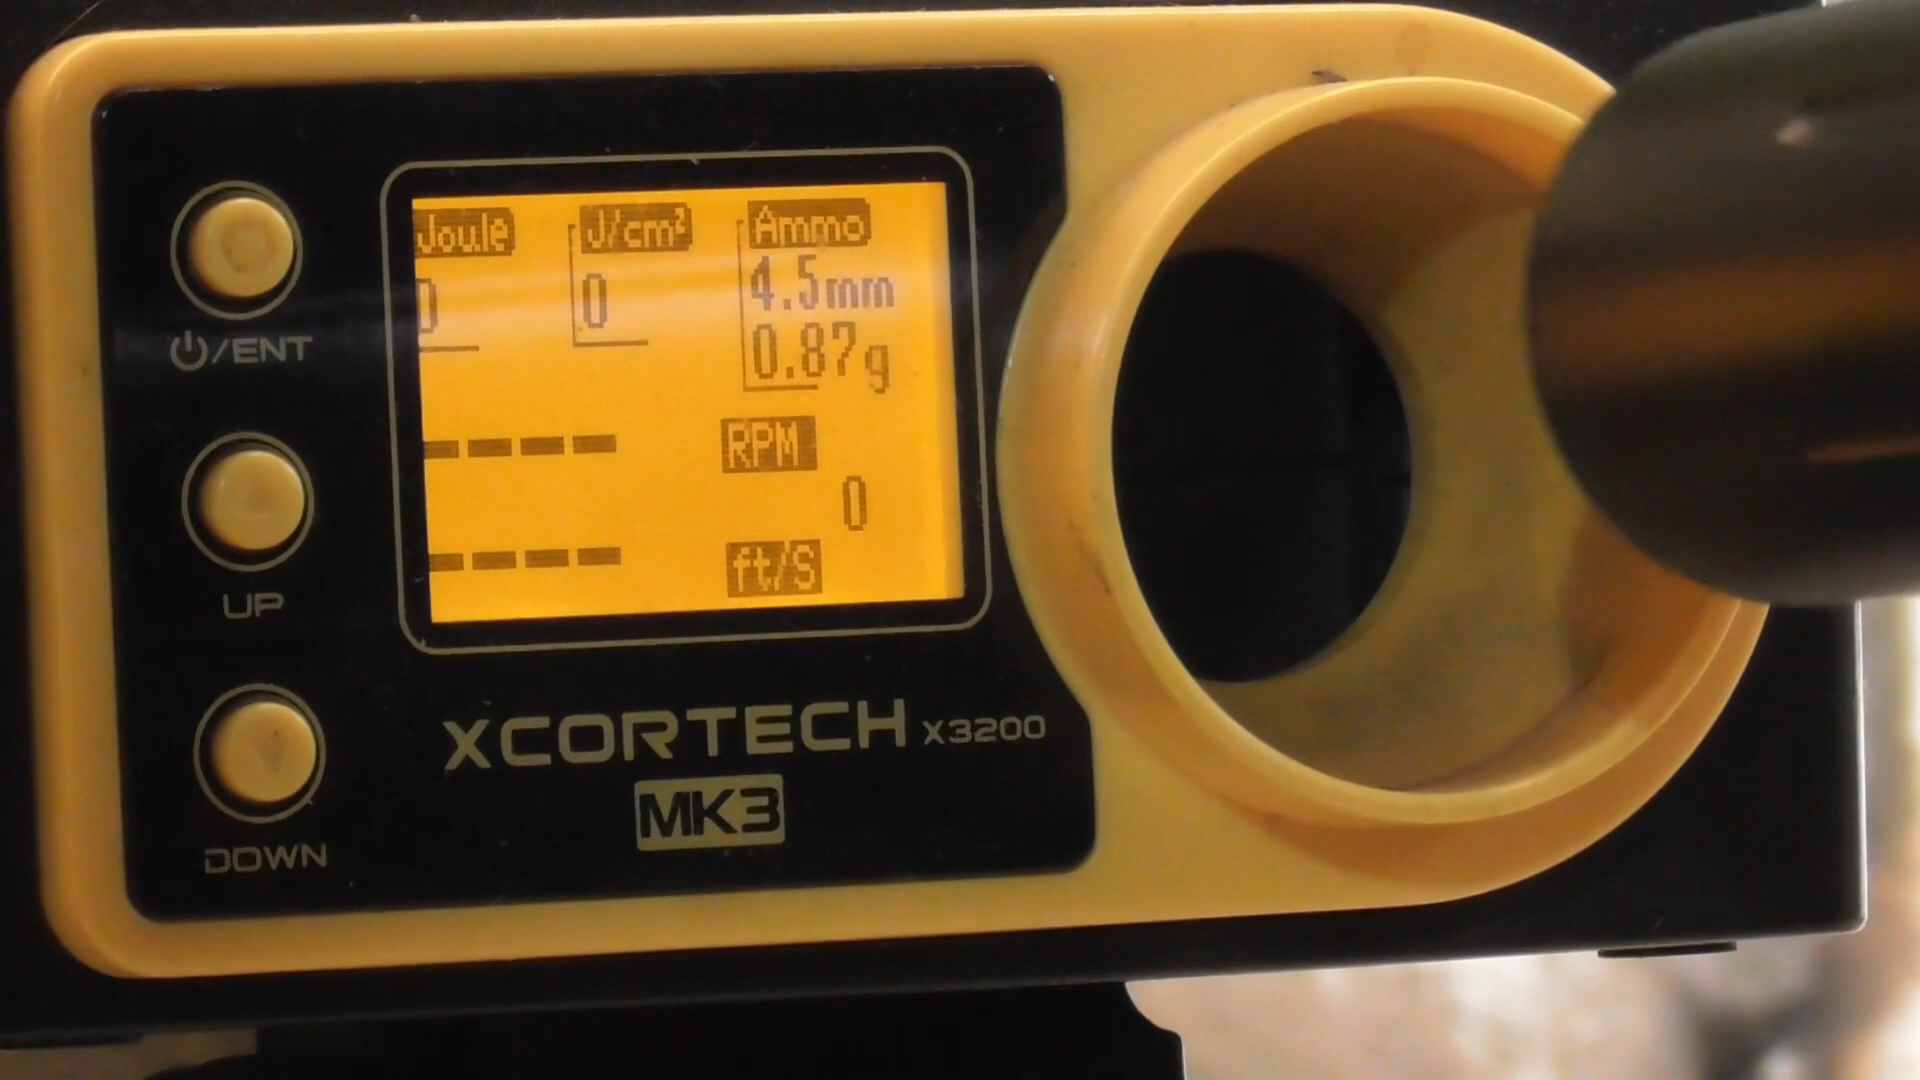 Joule J/cm² Ammo
0 0 4.5mm
0.87g
---- RPM
0
---- ft/S
/ENT
UP
DOWN
XCORTECH X3200
MK3